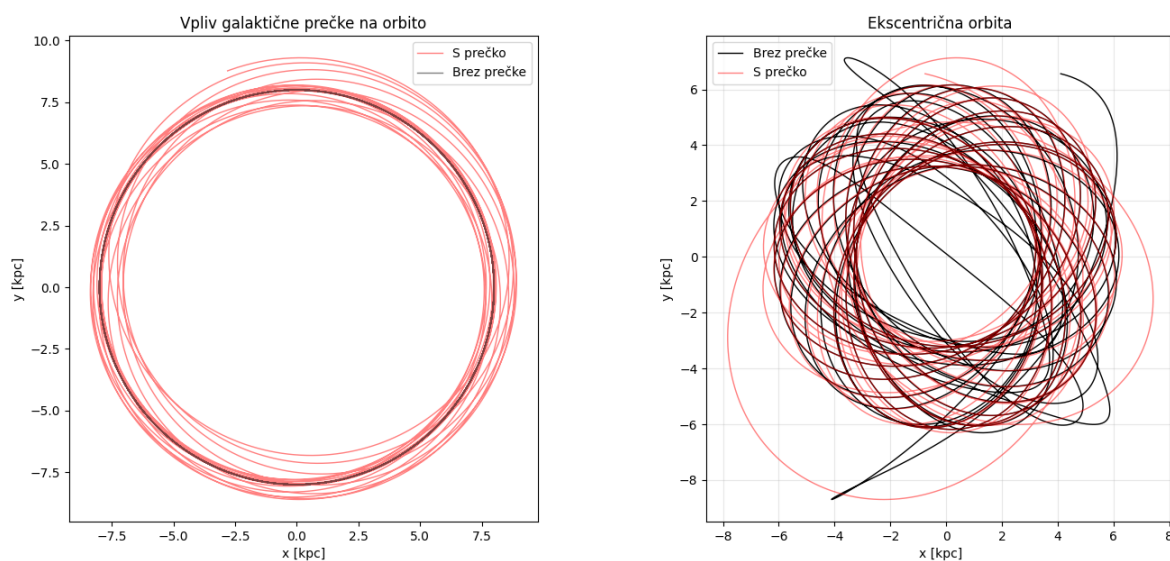 Vpliv galaktične prečke na orbito
S prečko
Brez prečke
10.0
7.5
5.0
2.5
0.0
−2.5
−5.0
−7.5
y [kpc]
−7.5 −5.0 −2.5 0.0 2.5 5.0 7.5
x [kpc]
Ekscentrična orbita
Brez prečke
S prečko
6
4
2
0
−2
−4
−6
−8
y [kpc]
−8 −6 −4 −2 0 2 4 6 8
x [kpc]